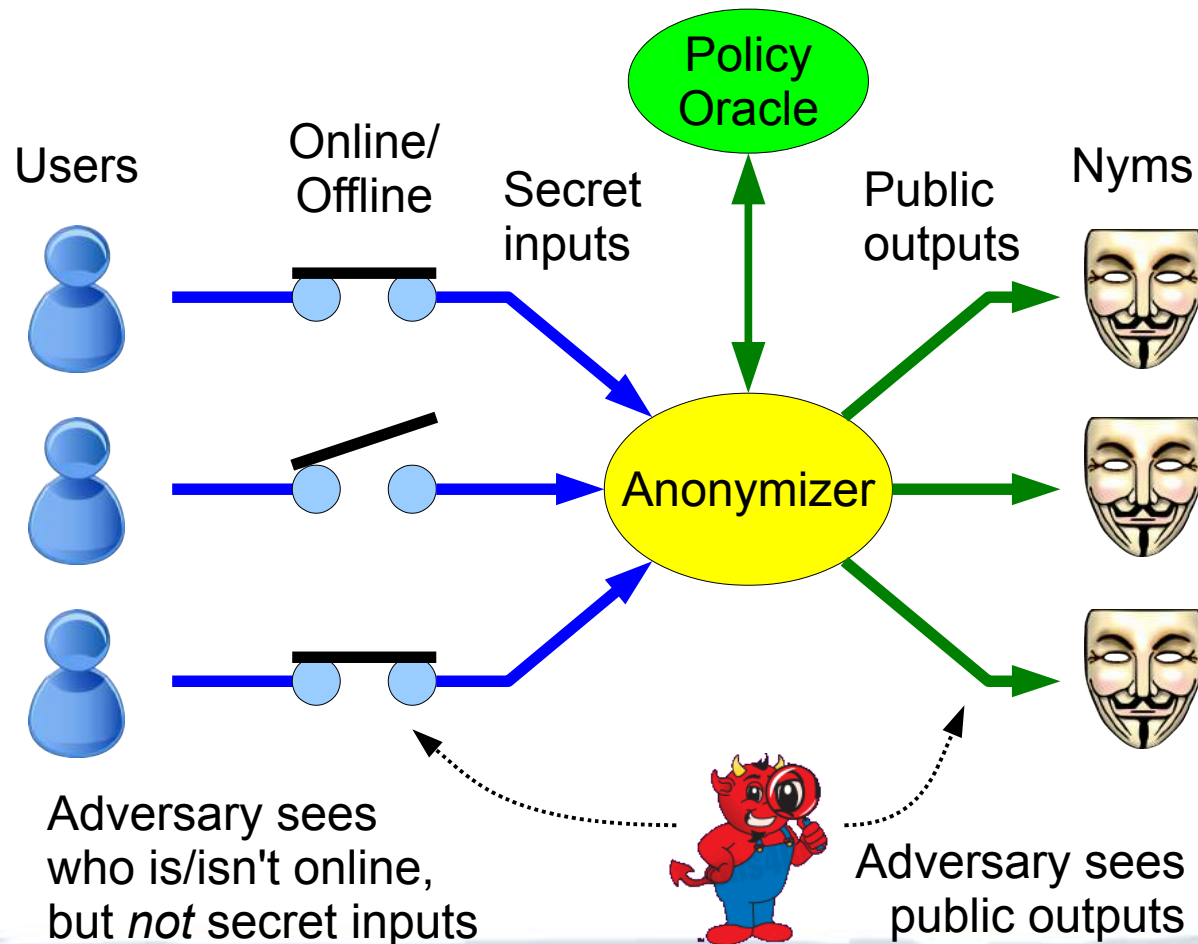 Policy
Oracle
Users
Online/
Offline
Secret
inputs
Public
outputs
Nyms
Anonymizer
Adversary sees
who is/isn't online,
but not secret inputs
Adversary sees
public outputs